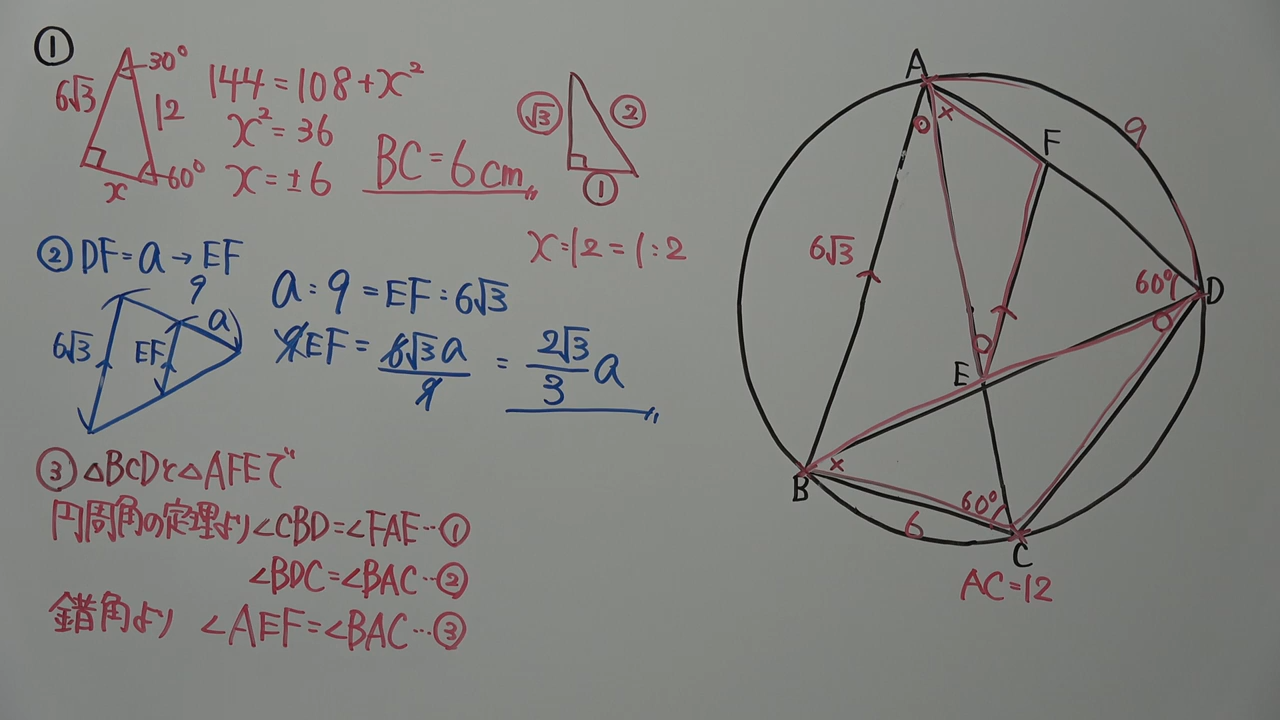 ①
30°
6√3
12
60°
x
144=108+x²
x²=36
x=±6
BC=6cm
√3
②
①
x=12=1:2
② DF=a→EF
9
a
6√3
EF
a:9=EF:6√3
9EF=6√3a/9=2√3/3a
③ △BCDと△AFEで
円周角の定理より∠CBD=∠FAE…①
∠BDC=∠BAC…②
錯角より ∠AEF=∠BAC…③
A
×
F
9
6√3
60°
D
E
B
×
60°
6
C
AC=12